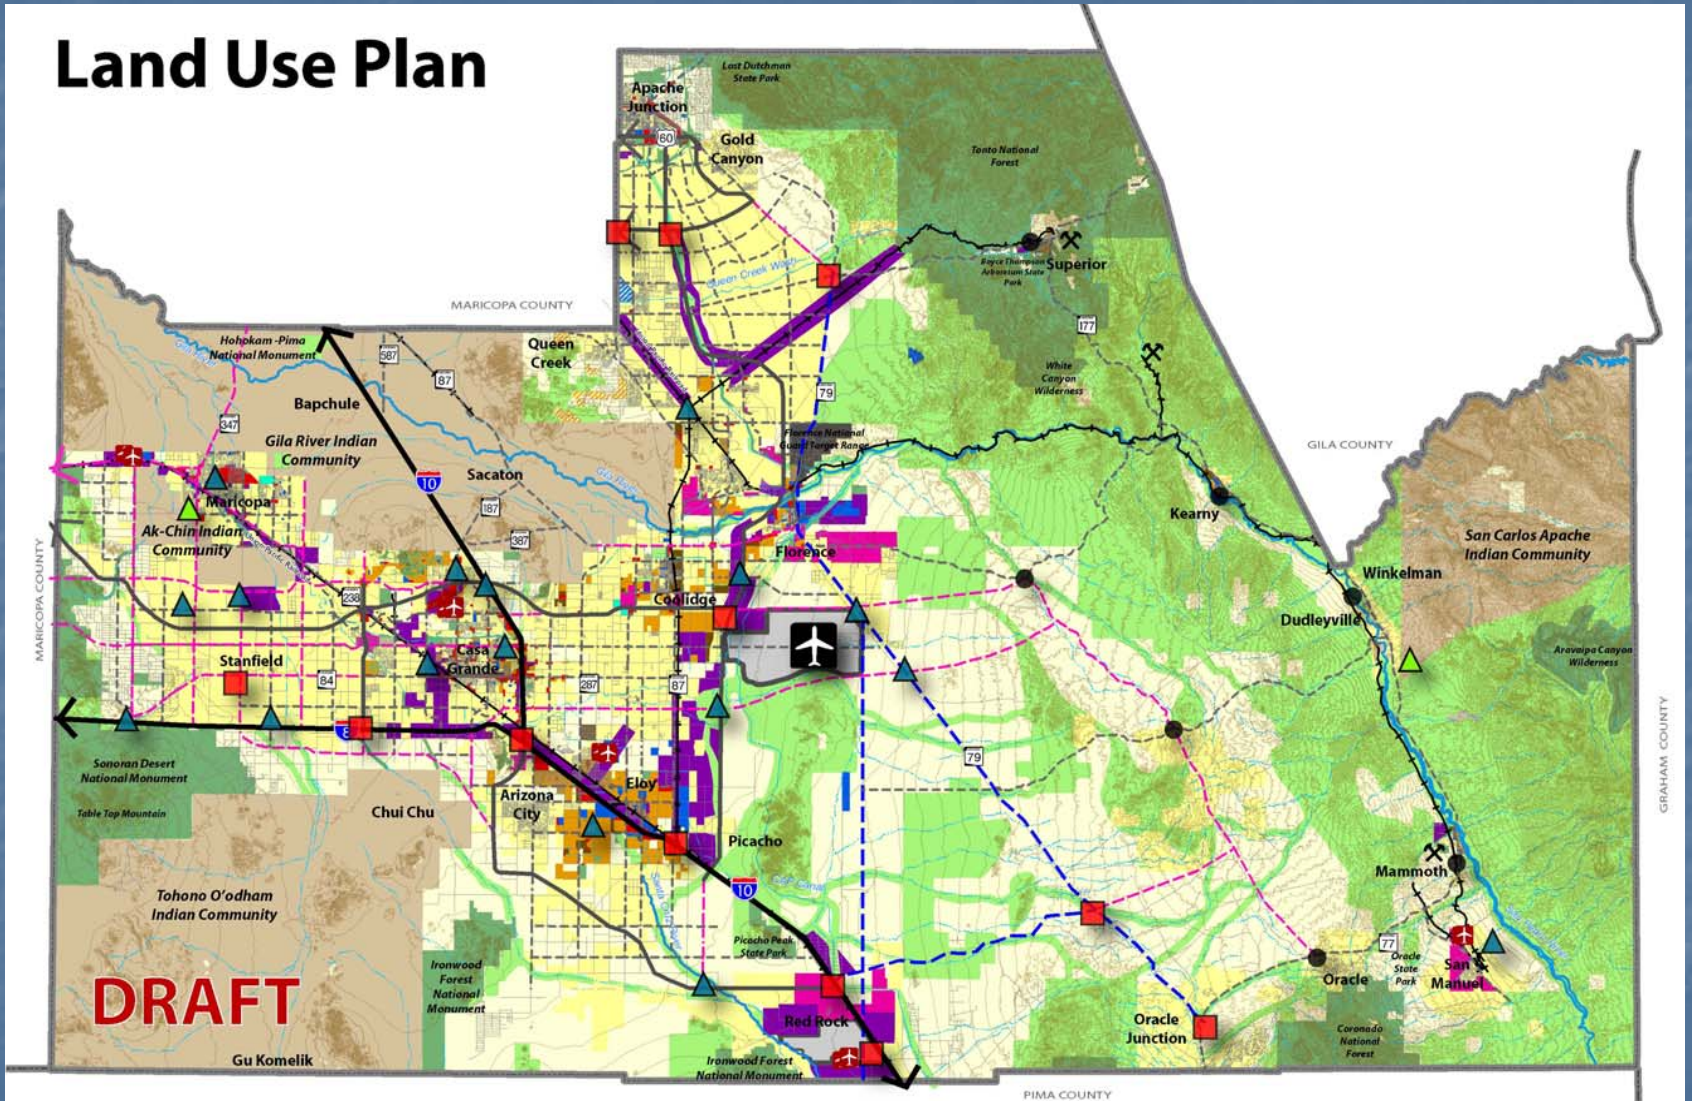 Land Use Plan
Lost Dutchman
State Park
Apache
Junction
60
Gold
Canyon
Tonto National
Forest
Queen Creek Wash
Boyce Thompson
Arboretum State
Park
Superior
MARICOPA COUNTY
177
Hohokam -Pima
National Monument
587
Queen
Creek
87
White
Canyon
Wilderness
79
Bapchule
347
Florence National
Guard Target Range
Gila River Indian
Community
GILA COUNTY
Sacaton
10
Gila River
Maricopa
187
Kearny
Ak-Chin Indian
Community
387
San Carlos Apache
Indian Community
Florence
MARICOPA COUNTY
Winkelman
238
Coolidge
Dudleyville
Stanfield
Casa
Grande
Aravaipa Canyon
Wilderness
84
287
87
GRAHAM COUNTY
8
79
Sonoran Desert
National Monument
Eloy
Arizona
City
Table Top Mountain
Chui Chu
Picacho
10
Mammoth
Tohono O'odham
Indian Community
Picacho Peak
State Park
77
Ironwood
Forest
National
Monument
Oracle
State
Park
San
Manuel
Oracle
DRAFT
Red Rock
Oracle
Junction
Coronado
National
Forest
Gu Komelik
Ironwood Forest
National Monument
PIMA COUNTY